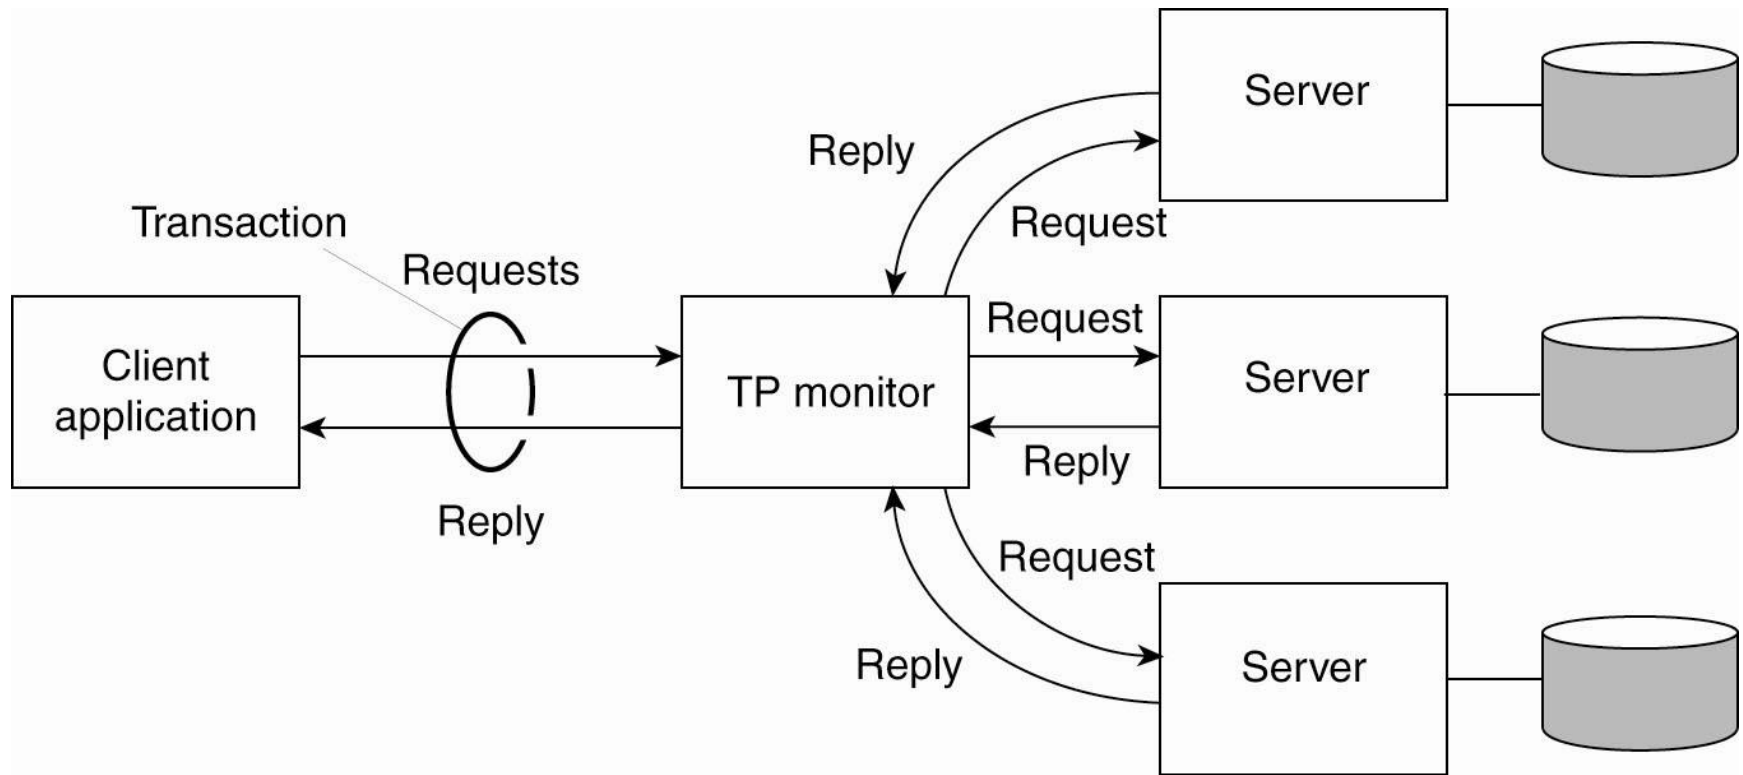 Server
Reply
Transaction
Request
Requests
Request
Client
application
TP monitor
Server
Reply
Reply
Request
Reply
Server